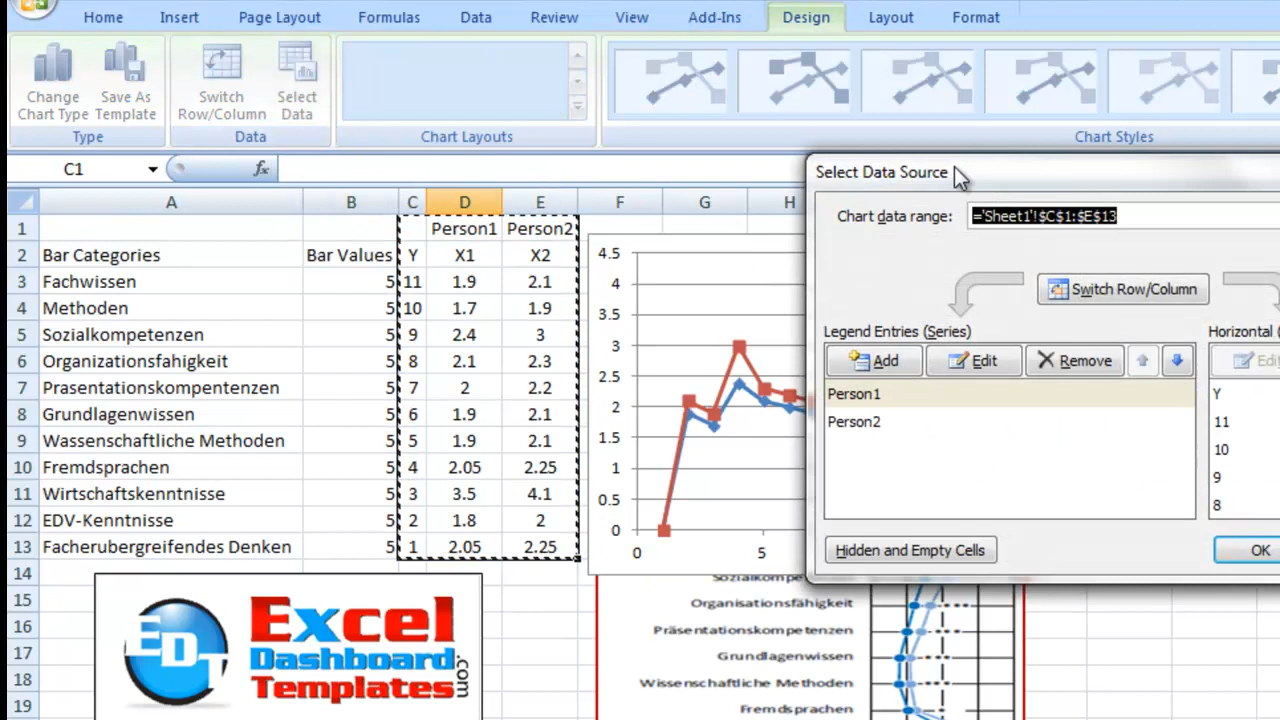 Home Insert Page Layout Formulas Data Review View Add-Ins Design Layout Format
Change Chart Type
Save As Template
Switch Row/Column
Select Data
Type Data Chart Layouts Chart Styles
C1 fx
Select Data Source
Chart data range: ='Sheet1'!$C$1:$E$13
Switch Row/Column
Legend Entries (Series)
Horizontal (
Add Edit Remove
Person1
Person2
Y
11
10
9
8
Hidden and Empty Cells
OK
A B C D E F G H
1 Person1 Person2
2 Bar Categories Bar Values Y X1 X2
3 Fachwissen 5 11 1.9 2.1
4 Methoden 5 10 1.7 1.9
5 Sozialkompetenzen 5 9 2.4 3
6 Organizationsfahigkeit 5 8 2.1 2.3
7 Prasentationskompentenzen 5 7 2 2.2
8 Grundlagenwissen 5 6 1.9 2.1
9 Wassenschaftliche Methoden 5 5 1.9 2.1
10 Fremdsprachen 5 4 2.05 2.25
11 Wirtschaftskenntnisse 5 3 3.5 4.1
12 EDV-Kenntnisse 5 2 1.8 2
13 Facherubergreifendes Denken 5 1 2.05 2.25
14
15
16
17
18
19
4.5
4
3.5
3
2.5
2
1.5
1
0.5
0
0 5
EDT
Excel
Dashboard
Templates
.com
Organisationsfähigkeit
Präsentationskompetenzen
Grundlagenwissen
Wissenschaftliche Methoden
Fremdsprachen